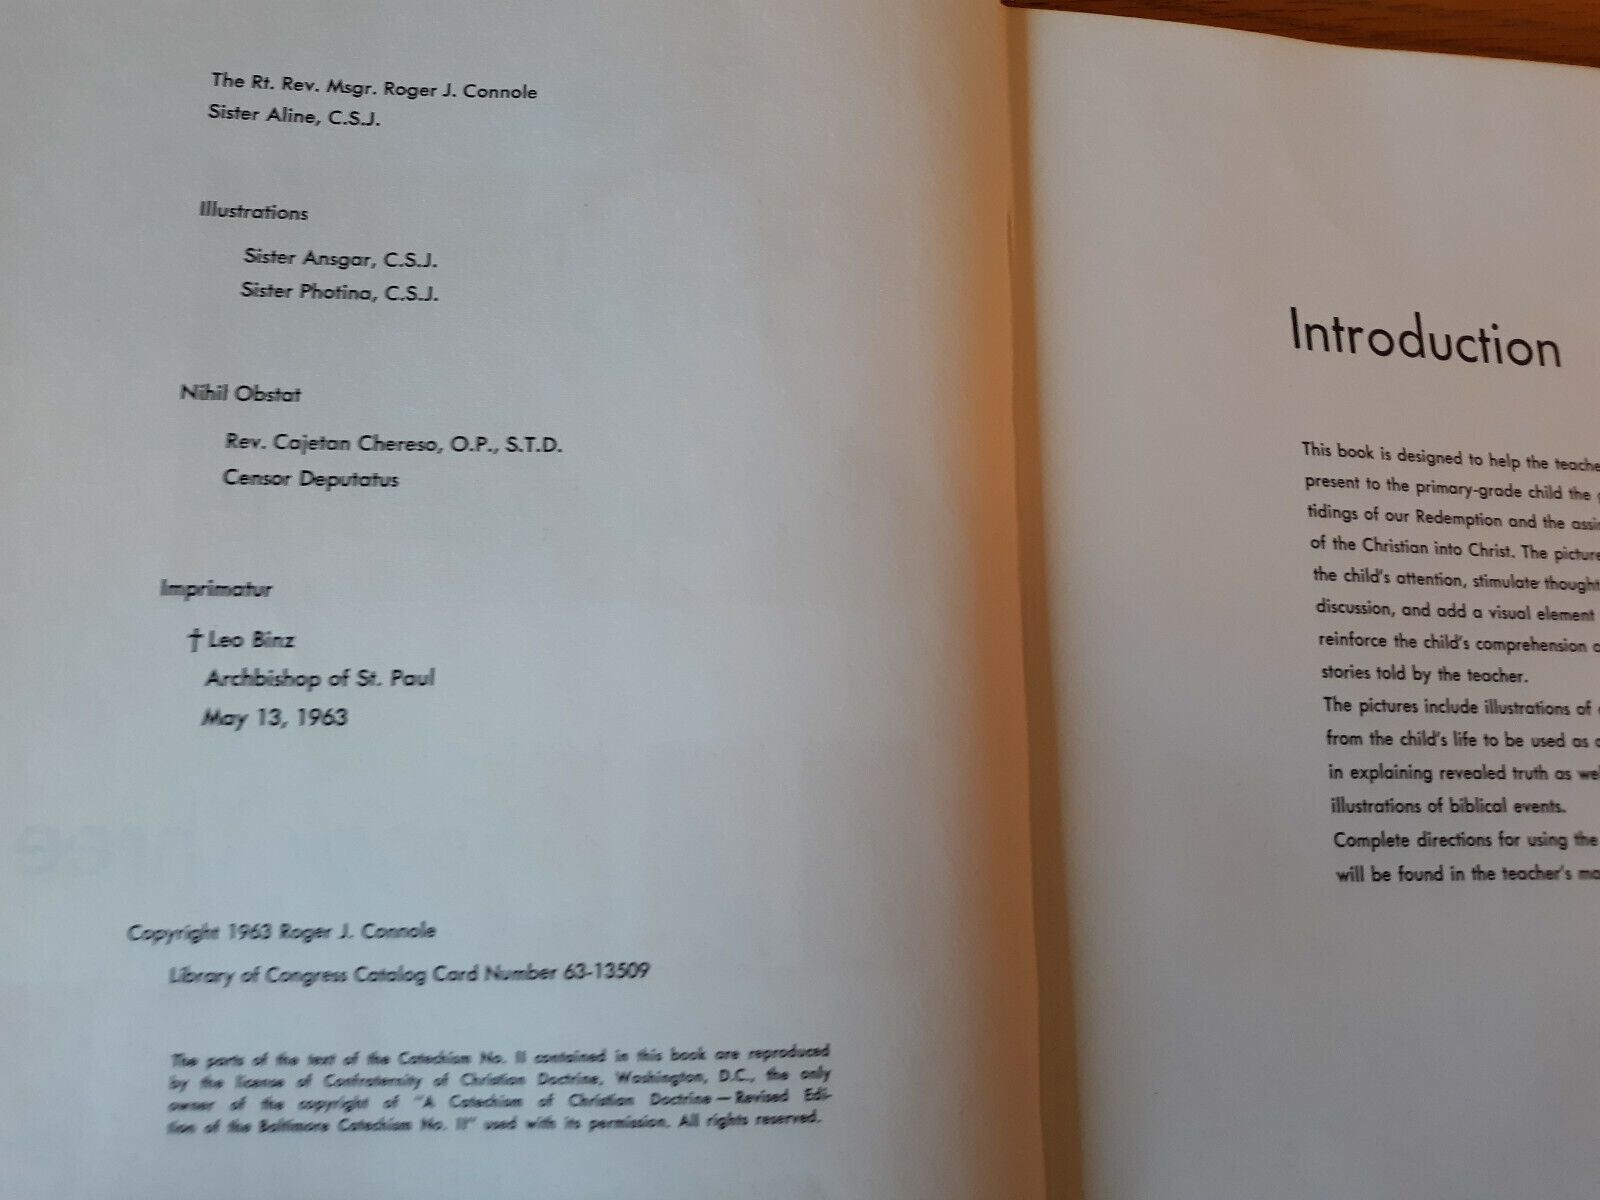 The Rt. Rev. Msgr. Roger J. Connole
Sister Aline, C.S.J.
Illustrations
Sister Ansgar, C.S.J.
Sister Photina, C.S.J.
Nihil Obstat
Rev. Cajetan Chereso, O.P., S.T.D.
Censor Deputatus
Imprimatur
✝ Leo Binz
Archbishop of St. Paul
May 13, 1963
Copyright 1963 Roger J. Connole
Library of Congress Catalog Card Number 63-13509
The parts of the text of the Catechism No. II contained in this book are reproduced
by the license of Confraternity of Christian Doctrine, Washington, D.C., the only
owner of the copyright of "A Catechism of Christian Doctrine — Revised Edi-
tion of the Baltimore Catechism No. II" used with its permission. All rights reserved.
Introduction
This book is designed to help the teache
present to the primary-grade child the
tidings of our Redemption and the assi
of the Christian into Christ. The picture
the child's attention, stimulate thought
discussion, and add a visual element
reinforce the child's comprehension
stories told by the teacher.
The pictures include illustrations of
from the child's life to be used as
in explaining revealed truth as we
illustrations of biblical events.
Complete directions for using the
will be found in the teacher's ma